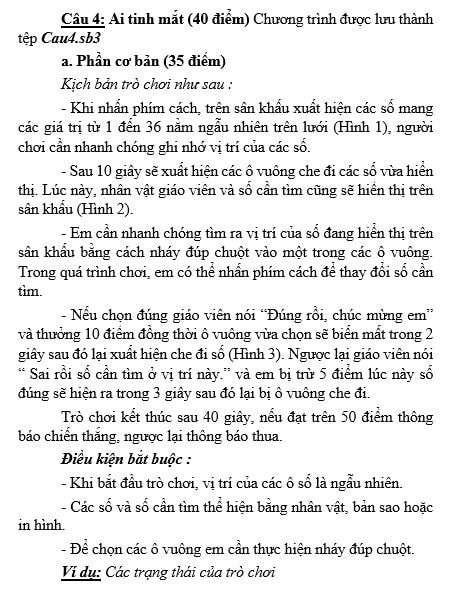 Câu 4: Ai tinh mắt (40 điểm) Chương trình được lưu thành
tệp Cau4.sb3
a. Phần cơ bản (35 điểm)
Kịch bản trò chơi như sau :
- Khi nhấn phím cách, trên sân khấu xuất hiện các số mang
các giá trị từ 1 đến 36 nằm ngẫu nhiên trên lưới (Hình 1), người
chơi cần nhanh chóng ghi nhớ vị trí của các số.
- Sau 10 giây sẽ xuất hiện các ô vuông che đi các số vừa hiển
thị. Lúc này, nhân vật giáo viên và số cần tìm cũng sẽ hiển thị trên
sân khấu (Hình 2).
- Em cần nhanh chóng tìm ra vị trí của số đang hiển thị trên
sân khấu bằng cách nháy đúp chuột vào một trong các ô vuông.
Trong quá trình chơi, em có thể nhấn phím cách để thay đổi số cần
tìm.
- Nếu chọn đúng giáo viên nói “Đúng rồi, chúc mừng em”
và thưởng 10 điểm đồng thời ô vuông vừa chọn sẽ biến mất trong 2
giây sau đó lại xuất hiện che đi số (Hình 3). Ngược lại giáo viên nói
“ Sai rồi số cần tìm ở vị trí này.” và em bị trừ 5 điểm lúc này số
đúng sẽ hiện ra trong 3 giây sau đó lại bị ô vuông che đi.
Trò chơi kết thúc sau 40 giây, nếu đạt trên 50 điểm thông
báo chiến thắng, ngược lại thông báo thua.
Điều kiện bắt buộc :
- Khi bắt đầu trò chơi, vị trí của các ô số là ngẫu nhiên.
- Các số và số cần tìm thể hiện bằng nhân vật, bản sao hoặc
in hình.
- Để chọn các ô vuông em cần thực hiện nháy đúp chuột.
Ví dụ: Các trạng thái của trò chơi